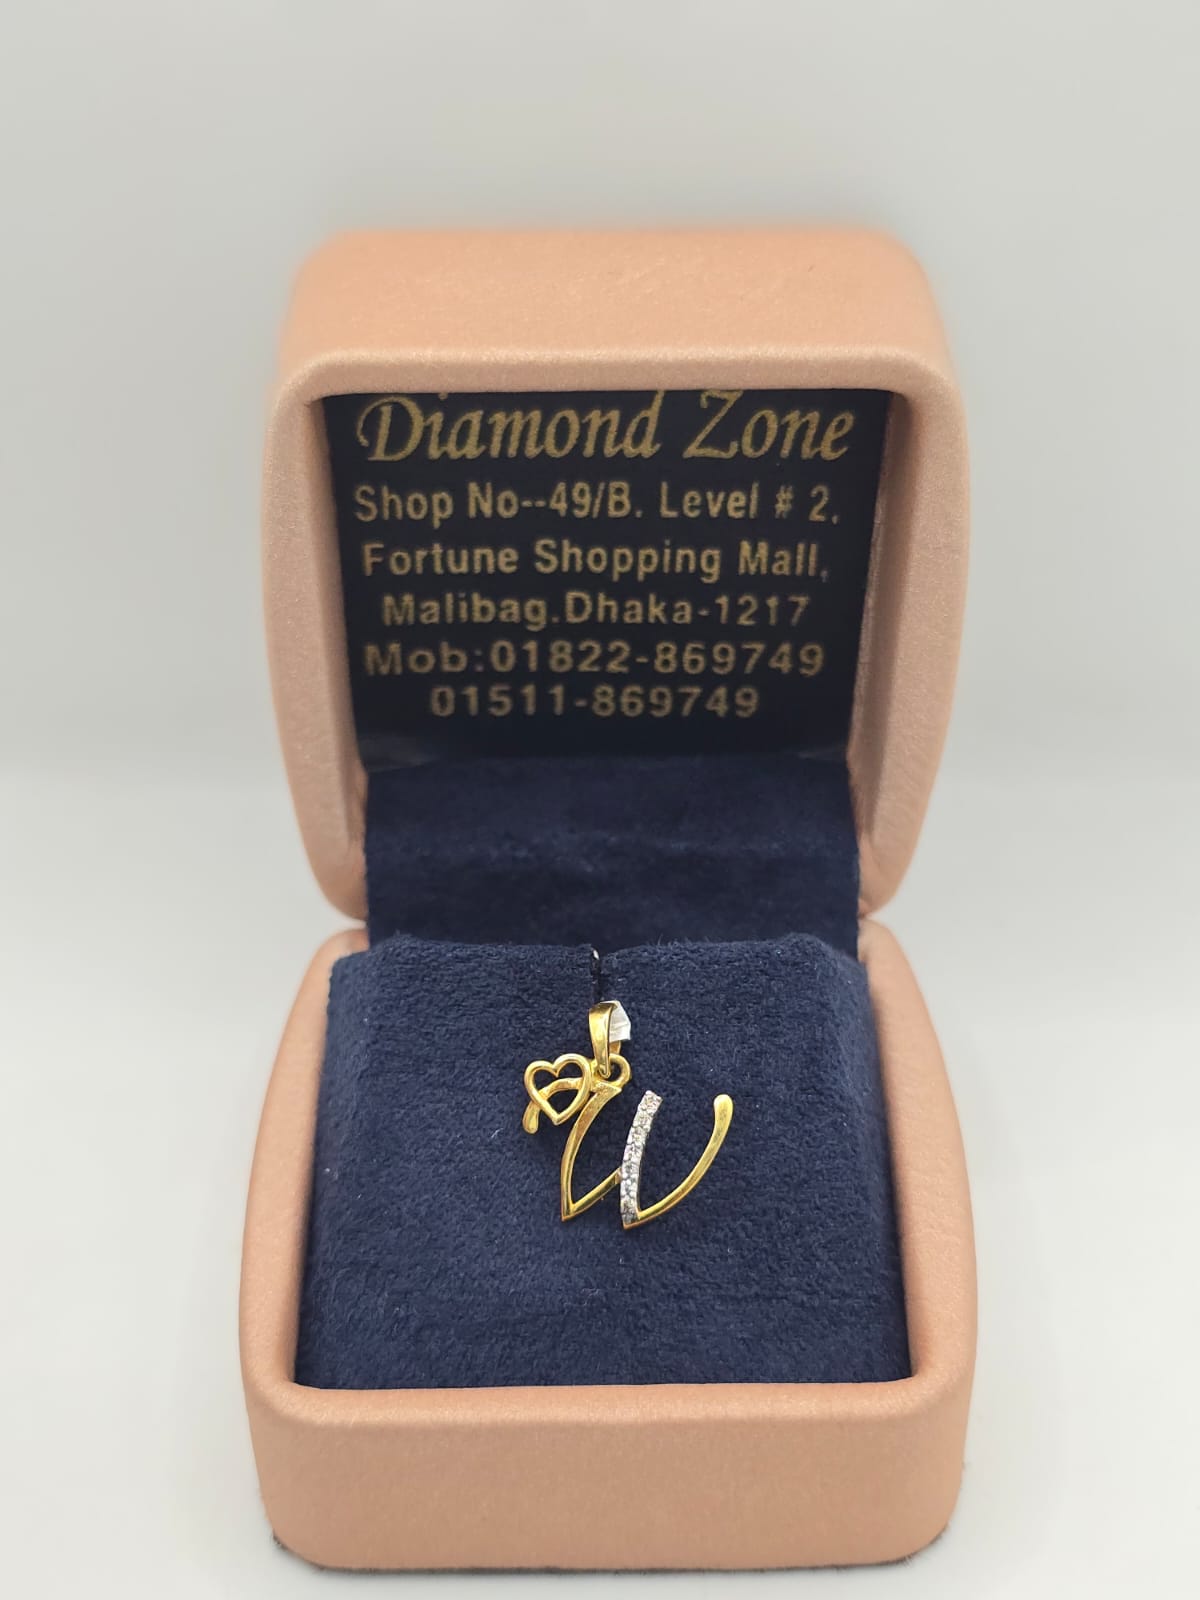 Diamond Zone
Shop No--49/B. Level # 2,
Fortune Shopping Mall,
Malibag.Dhaka-1217
Mob:01822-869749
01511-869749
W